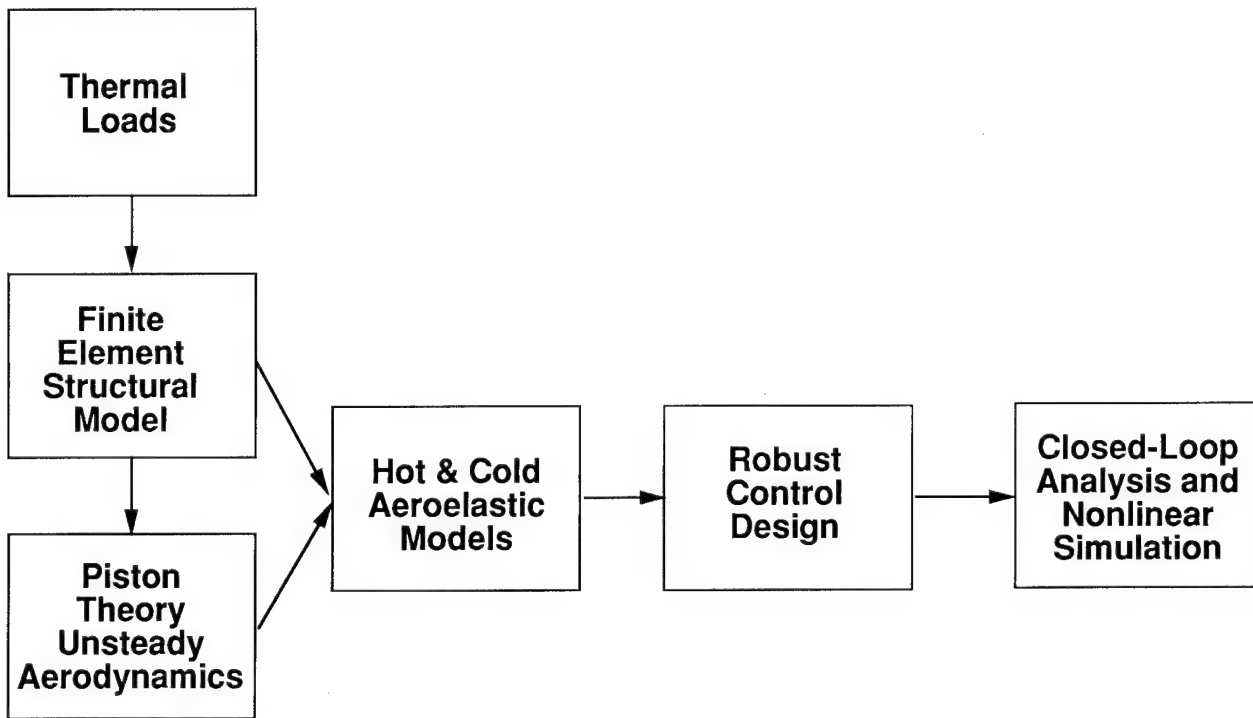 Thermal
Loads
Finite
Element
Structural
Model
Piston
Theory
Unsteady
Aerodynamics
Hot & Cold
Aeroelastic
Models
Robust
Control
Design
Closed-Loop
Analysis and
Nonlinear
Simulation